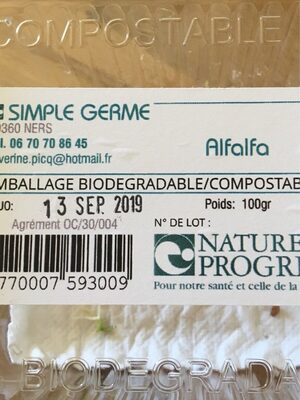 COMPOSTABLE
SIMPLE GERME
0360 NERS
l. 06 70 70 86 45
verine.picq@hotmail.fr
Alfalfa
MBALLAGE BIODEGRADABLE/COMPOSTAB
UO: 13 SEP. 2019 Poids: 100gr
Agrément OC/30/004 N° DE LOT:
770007 593009
NATURE
PROGRE
Pour notre santé et celle de la
BIODEGRADA